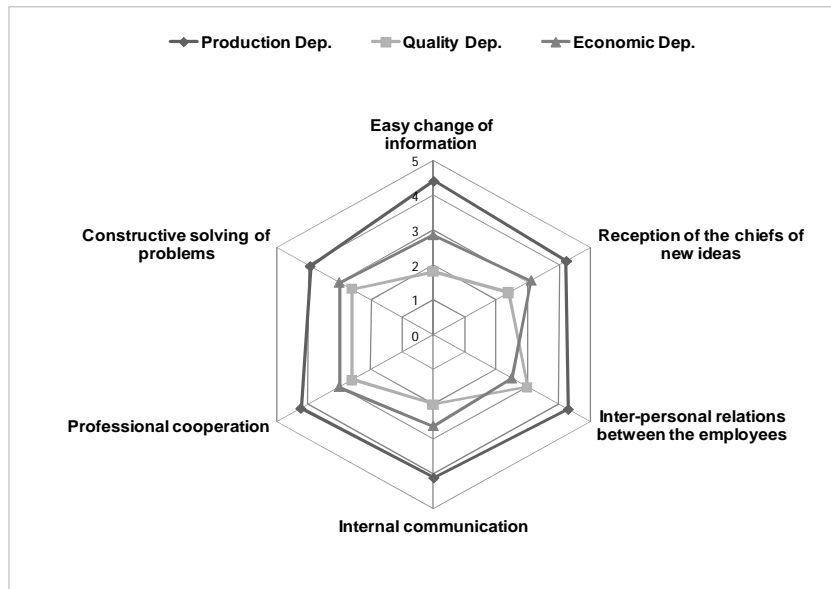 Production Dep. Quality Dep. Economic Dep.
Easy change of
information
5
4
3
2
1
0
Constructive solving of
problems
Reception of the chiefs of
new ideas
Professional cooperation
Inter-personal relations
between the employees
Internal communication